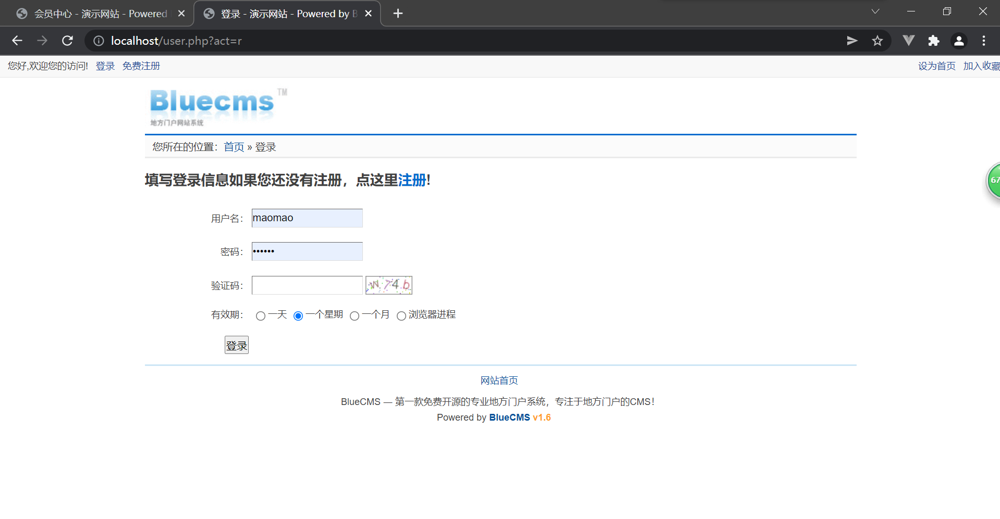 会员中心 - 演示网站 - Powered
登录 - 演示网站 - Powered by B
localhost/user.php?act=r
您好,欢迎您的访问! 登录 免费注册
设为首页 加入收藏
Bluecms TM
地方门户网站系统
您所在的位置：首页 » 登录
填写登录信息如果您还没有注册，点这里注册!
67
用户名：
maomao
密码：
••••••
验证码：
W74b
有效期： 一天 一个星期 一个月 浏览器进程
登录
网站首页
BlueCMS — 第一款免费开源的专业地方门户系统，专注于地方门户的CMS！
Powered by BlueCMS v1.6